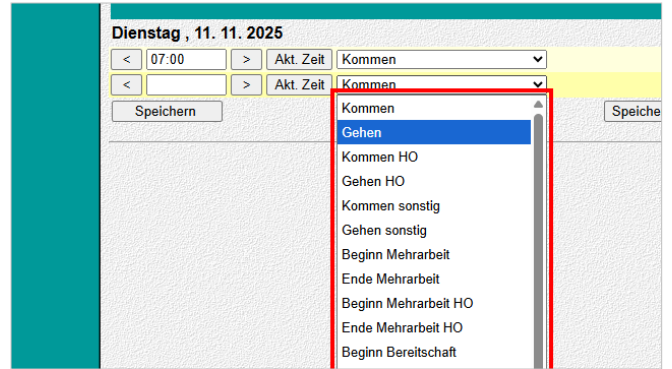 Dienstag , 11. 11. 2025
< 07:00 > Akt. Zeit Kommen
< > Akt. Zeit Kommen
Speichern Kommen Speiche
Gehen
Kommen HO
Gehen HO
Kommen sonstig
Gehen sonstig
Beginn Mehrarbeit
Ende Mehrarbeit
Beginn Mehrarbeit HO
Ende Mehrarbeit HO
Beginn Bereitschaft